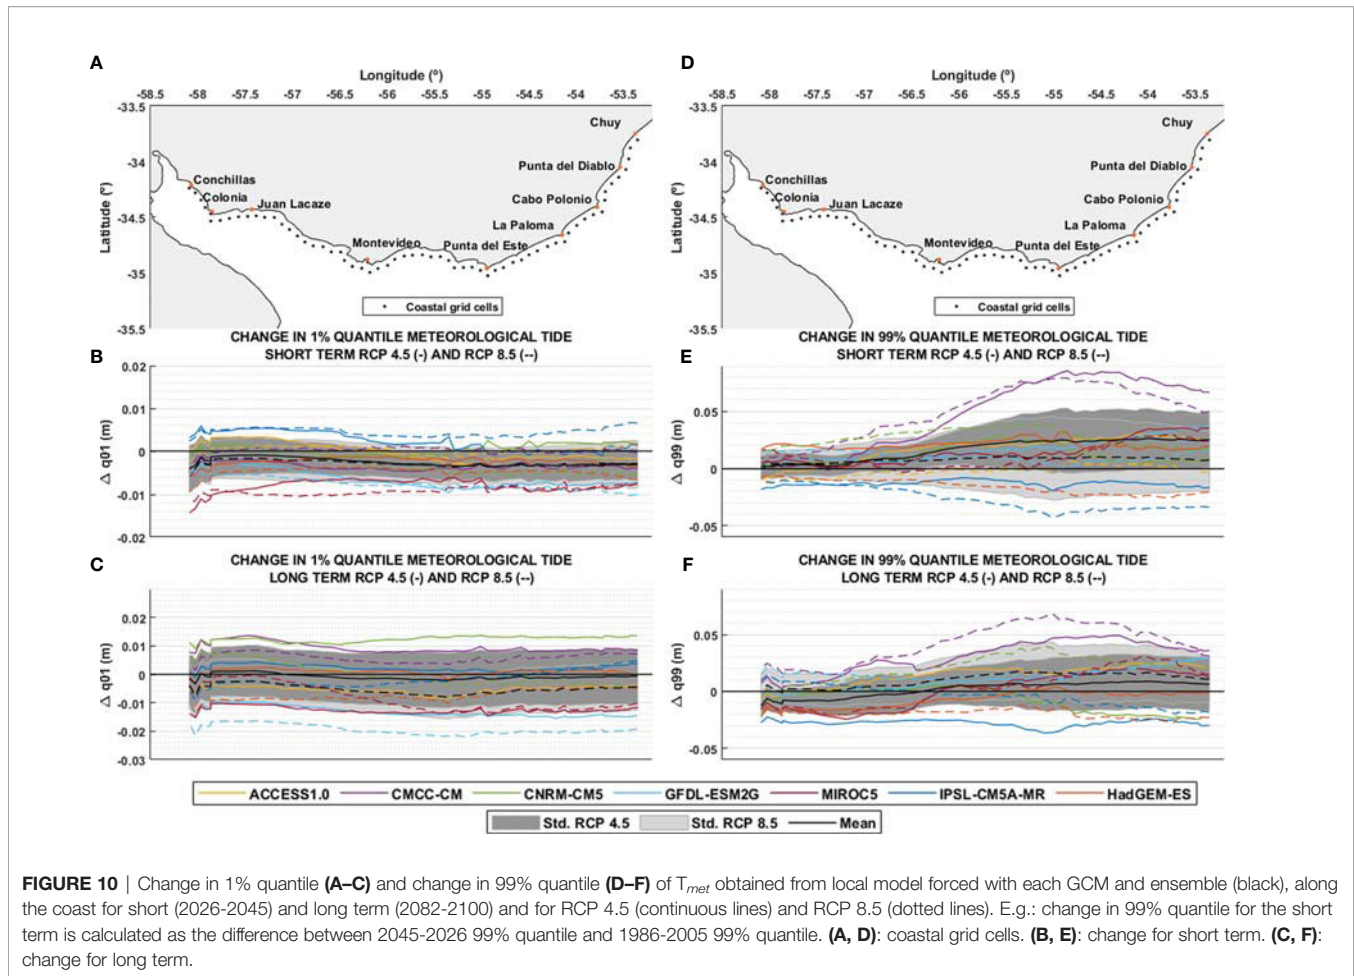 A
Longitude (º)
-58.5 -58 -57.5 -57 -56.5 -56 -55.5 -55 -54.5 -54 -53.5
-33.5
-34
-34.5
-35
-35.5
Latitude (º)
Chuy
Punta del Diablo
Conchillas
Cabo Polonio
Colonia
Juan Lacaze
La Paloma
Montevideo
Punta del Este
Coastal grid cells
D
Longitude (º)
-58.5 -58 -57.5 -57 -56.5 -56 -55.5 -55 -54.5 -54 -53.5
-33.5
-34
-34.5
-35
-35.5
Latitude (º)
Chuy
Punta del Diablo
Conchillas
Cabo Polonio
Colonia
Juan Lacaze
La Paloma
Montevideo
Punta del Este
Coastal grid cells
B
CHANGE IN 1% QUANTILE METEOROLOGICAL TIDE
SHORT TERM RCP 4.5 (-) AND RCP 8.5 (--)
0.02
0.01
0
-0.01
-0.02
Δ q01 (m)
E
CHANGE IN 99% QUANTILE METEOROLOGICAL TIDE
SHORT TERM RCP 4.5 (-) AND RCP 8.5 (--)
0.05
0
-0.05
Δ q99 (m)
C
CHANGE IN 1% QUANTILE METEOROLOGICAL TIDE
LONG TERM RCP 4.5 (-) AND RCP 8.5 (--)
0.02
0.01
0
-0.01
-0.02
-0.03
Δ q01 (m)
F
CHANGE IN 99% QUANTILE METEOROLOGICAL TIDE
LONG TERM RCP 4.5 (-) AND RCP 8.5 (--)
0.05
0
-0.05
Δ q99 (m)
ACCESS1.0 CMCC-CM CNRM-CM5 GFDL-ESM2G MIROC5 IPSL-CM5A-MR HadGEM-ES
Std. RCP 4.5 Std. RCP 8.5 Mean
FIGURE 10 | Change in 1% quantile (A–C) and change in 99% quantile (D–F) of Tmet obtained from local model forced with each GCM and ensemble (black), along
the coast for short (2026-2045) and long term (2082-2100) and for RCP 4.5 (continuous lines) and RCP 8.5 (dotted lines). E.g.: change in 99% quantile for the short
term is calculated as the difference between 2045-2026 99% quantile and 1986-2005 99% quantile. (A, D): coastal grid cells. (B, E): change for short term. (C, F):
change for long term.